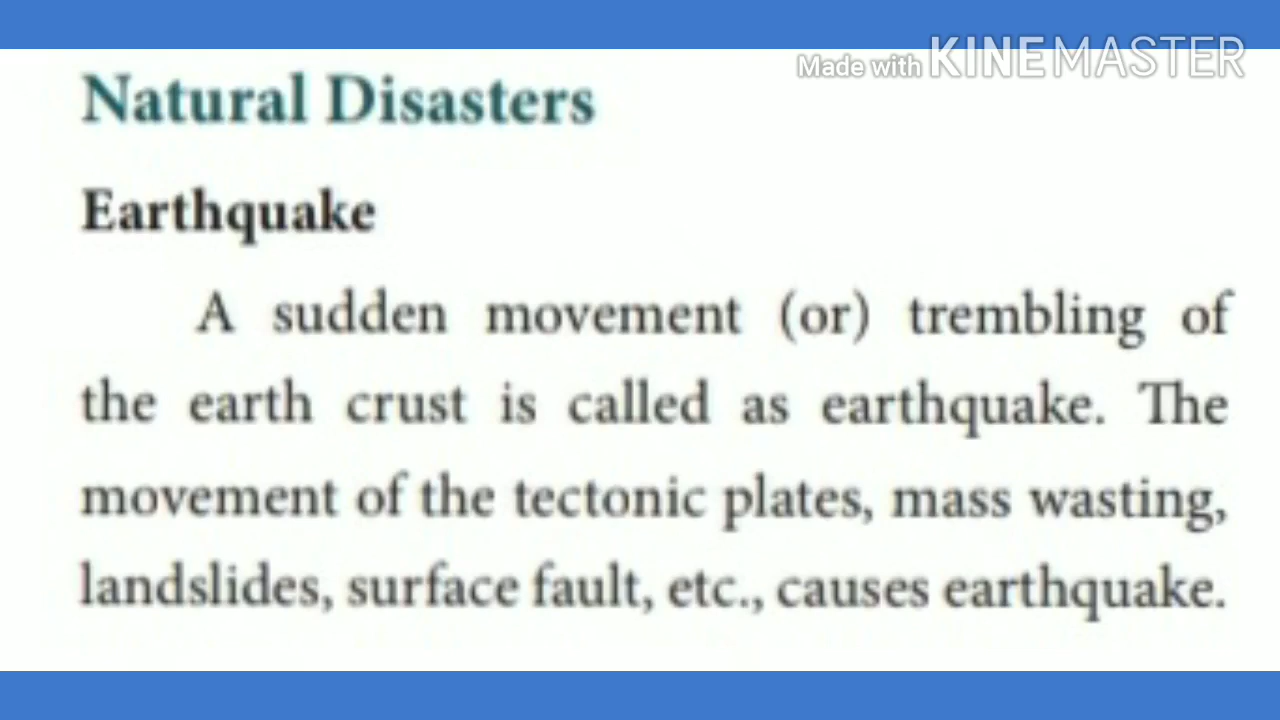 Made with KINEMASTER
Natural Disasters
Earthquake
A sudden movement (or) trembling of
the earth crust is called as earthquake. The
movement of the tectonic plates, mass wasting,
landslides, surface fault, etc., causes earthquake.